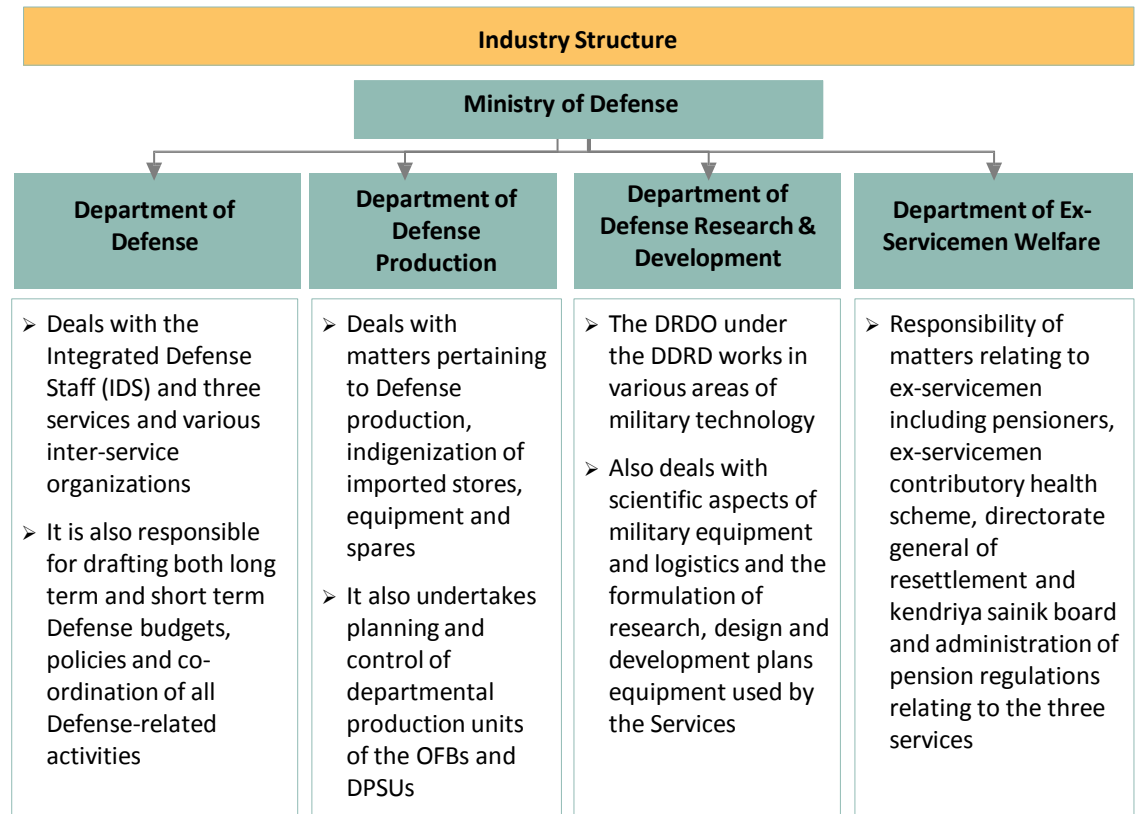 Industry Structure
Ministry of Defense
Department of
Defense
Department of
Defense
Production
Department of
Defense Research &
Development
Department of Ex-
Servicemen Welfare
➢ Deals with the
Integrated Defense
Staff (IDS) and three
services and various
inter-service
organizations
➢ It is also responsible
for drafting both long
term and short term
Defense budgets,
policies and co-
ordination of all
Defense-related
activities
➢ Deals with
matters pertaining
to Defense
production,
indigenization of
imported stores,
equipment and
spares
➢ It also undertakes
planning and
control of
departmental
production units
of the OFBs and
DPSUs
➢ The DRDO under
the DDRD works in
various areas of
military technology
➢ Also deals with
scientific aspects of
military equipment
and logistics and the
formulation of
research, design and
development plans
equipment used by
the Services
➢ Responsibility of
matters relating to
ex-servicemen
including pensioners,
ex-servicemen
contributory health
scheme, directorate
general of
resettlement and
kendriya sainik board
and administration of
pension regulations
relating to the three
services